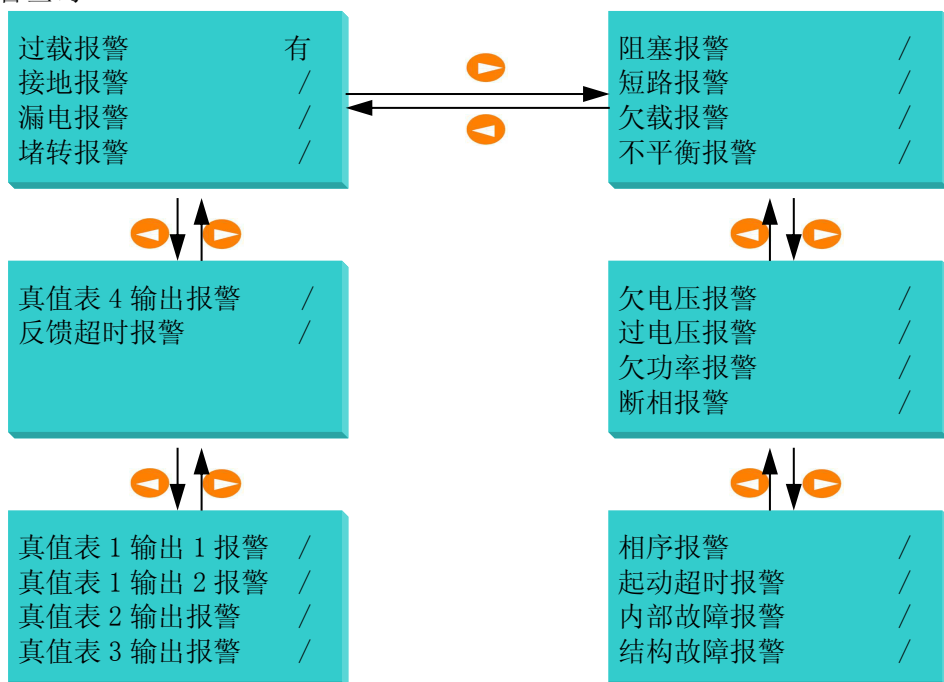 过载报警 有
接地报警 /
漏电报警 /
堵转报警 /
阻塞报警 /
短路报警 /
欠载报警 /
不平衡报警 /
真值表 4 输出报警 /
反馈超时报警 /
欠电压报警 /
过电压报警 /
欠功率报警 /
断相报警 /
真值表 1 输出 1 报警 /
真值表 1 输出 2 报警 /
真值表 2 输出报警 /
真值表 3 输出报警 /
相序报警 /
起动超时报警 /
内部故障报警 /
结构故障报警 /